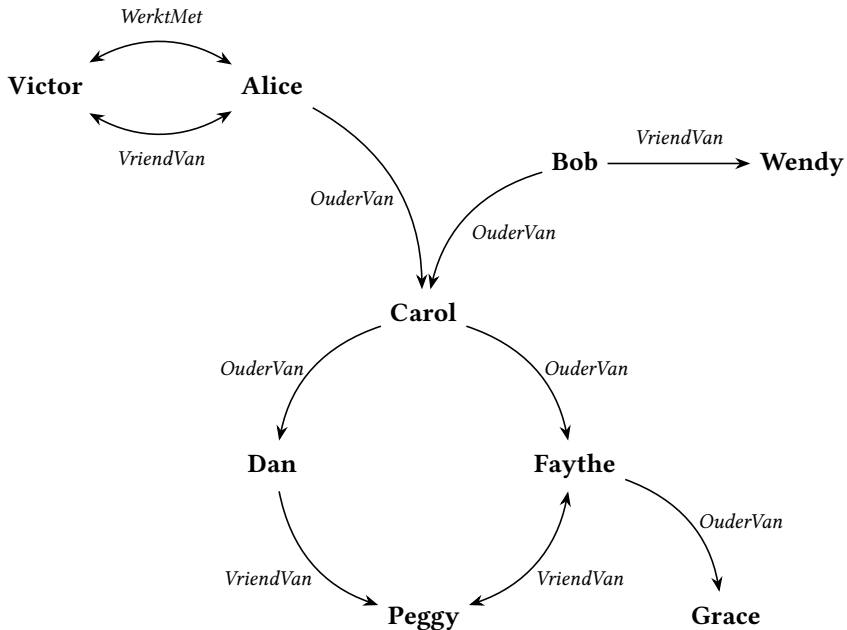 WerktMet
Victor
Alice
VriendVan
VriendVan
Bob
Wendy
OuderVan
OuderVan
Carol
OuderVan
OuderVan
Dan
Faythe
OuderVan
VriendVan
VriendVan
Peggy
Grace